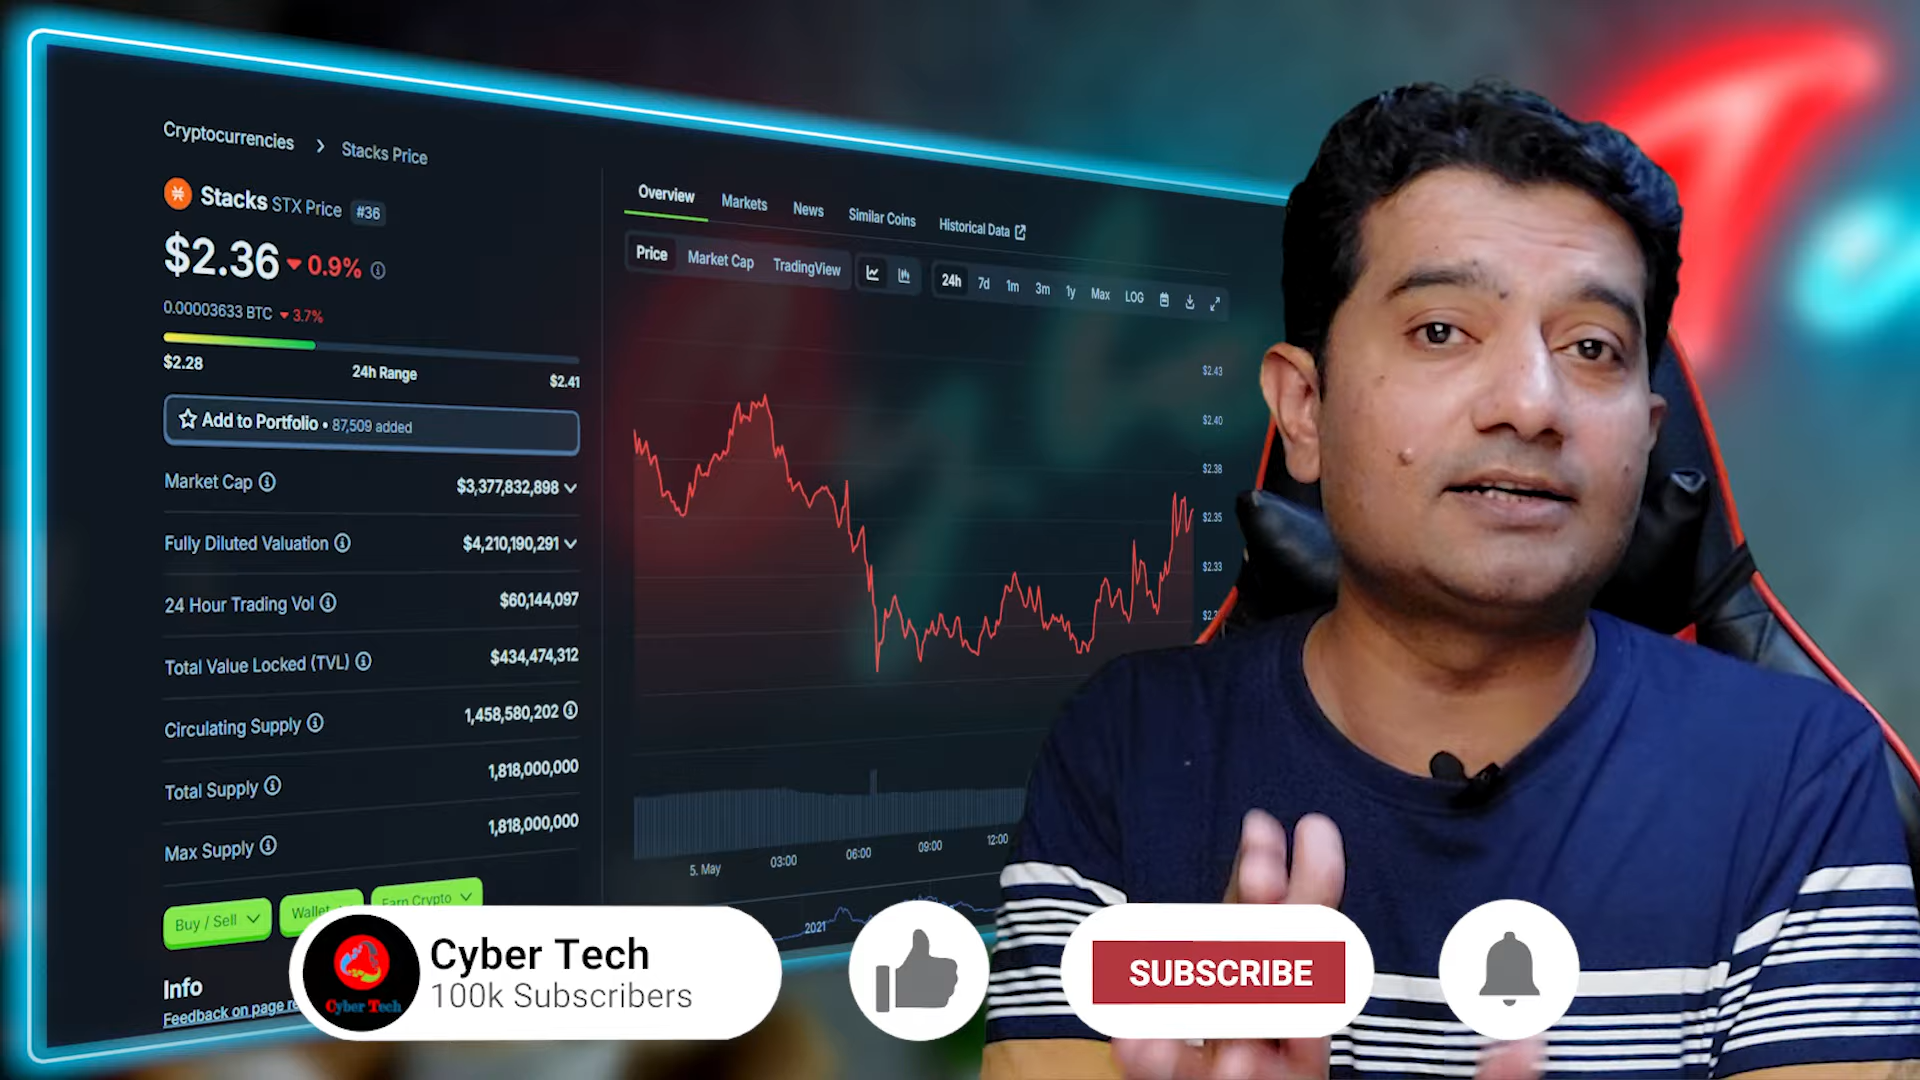 Cryptocurrencies > Stacks Price
Stacks STX Price #36
$2.36 0.9%
0.00003633 BTC 3.7%
$2.28 24h Range $2.41
Add to Portfolio • 87,509 added
Market Cap $3,377,832,898
Fully Diluted Valuation $4,210,190,291
24 Hour Trading Vol $60,144,097
Total Value Locked (TVL) $434,474,312
Circulating Supply 1,458,580,202
Total Supply 1,818,000,000
Max Supply 1,818,000,000
Buy / Sell Wallet Earn Crypto
Info
Feedback on page
Overview Markets News Similar Coins Historical Data
Price Market Cap TradingView 24h 7d 1m 3m 1y Max LOG
$2.43
$2.40
$2.38
$2.35
$2.33
5. May 03:00 06:00 09:00 12:00
2021
Cyber Tech
Cyber Tech
100k Subscribers
SUBSCRIBE